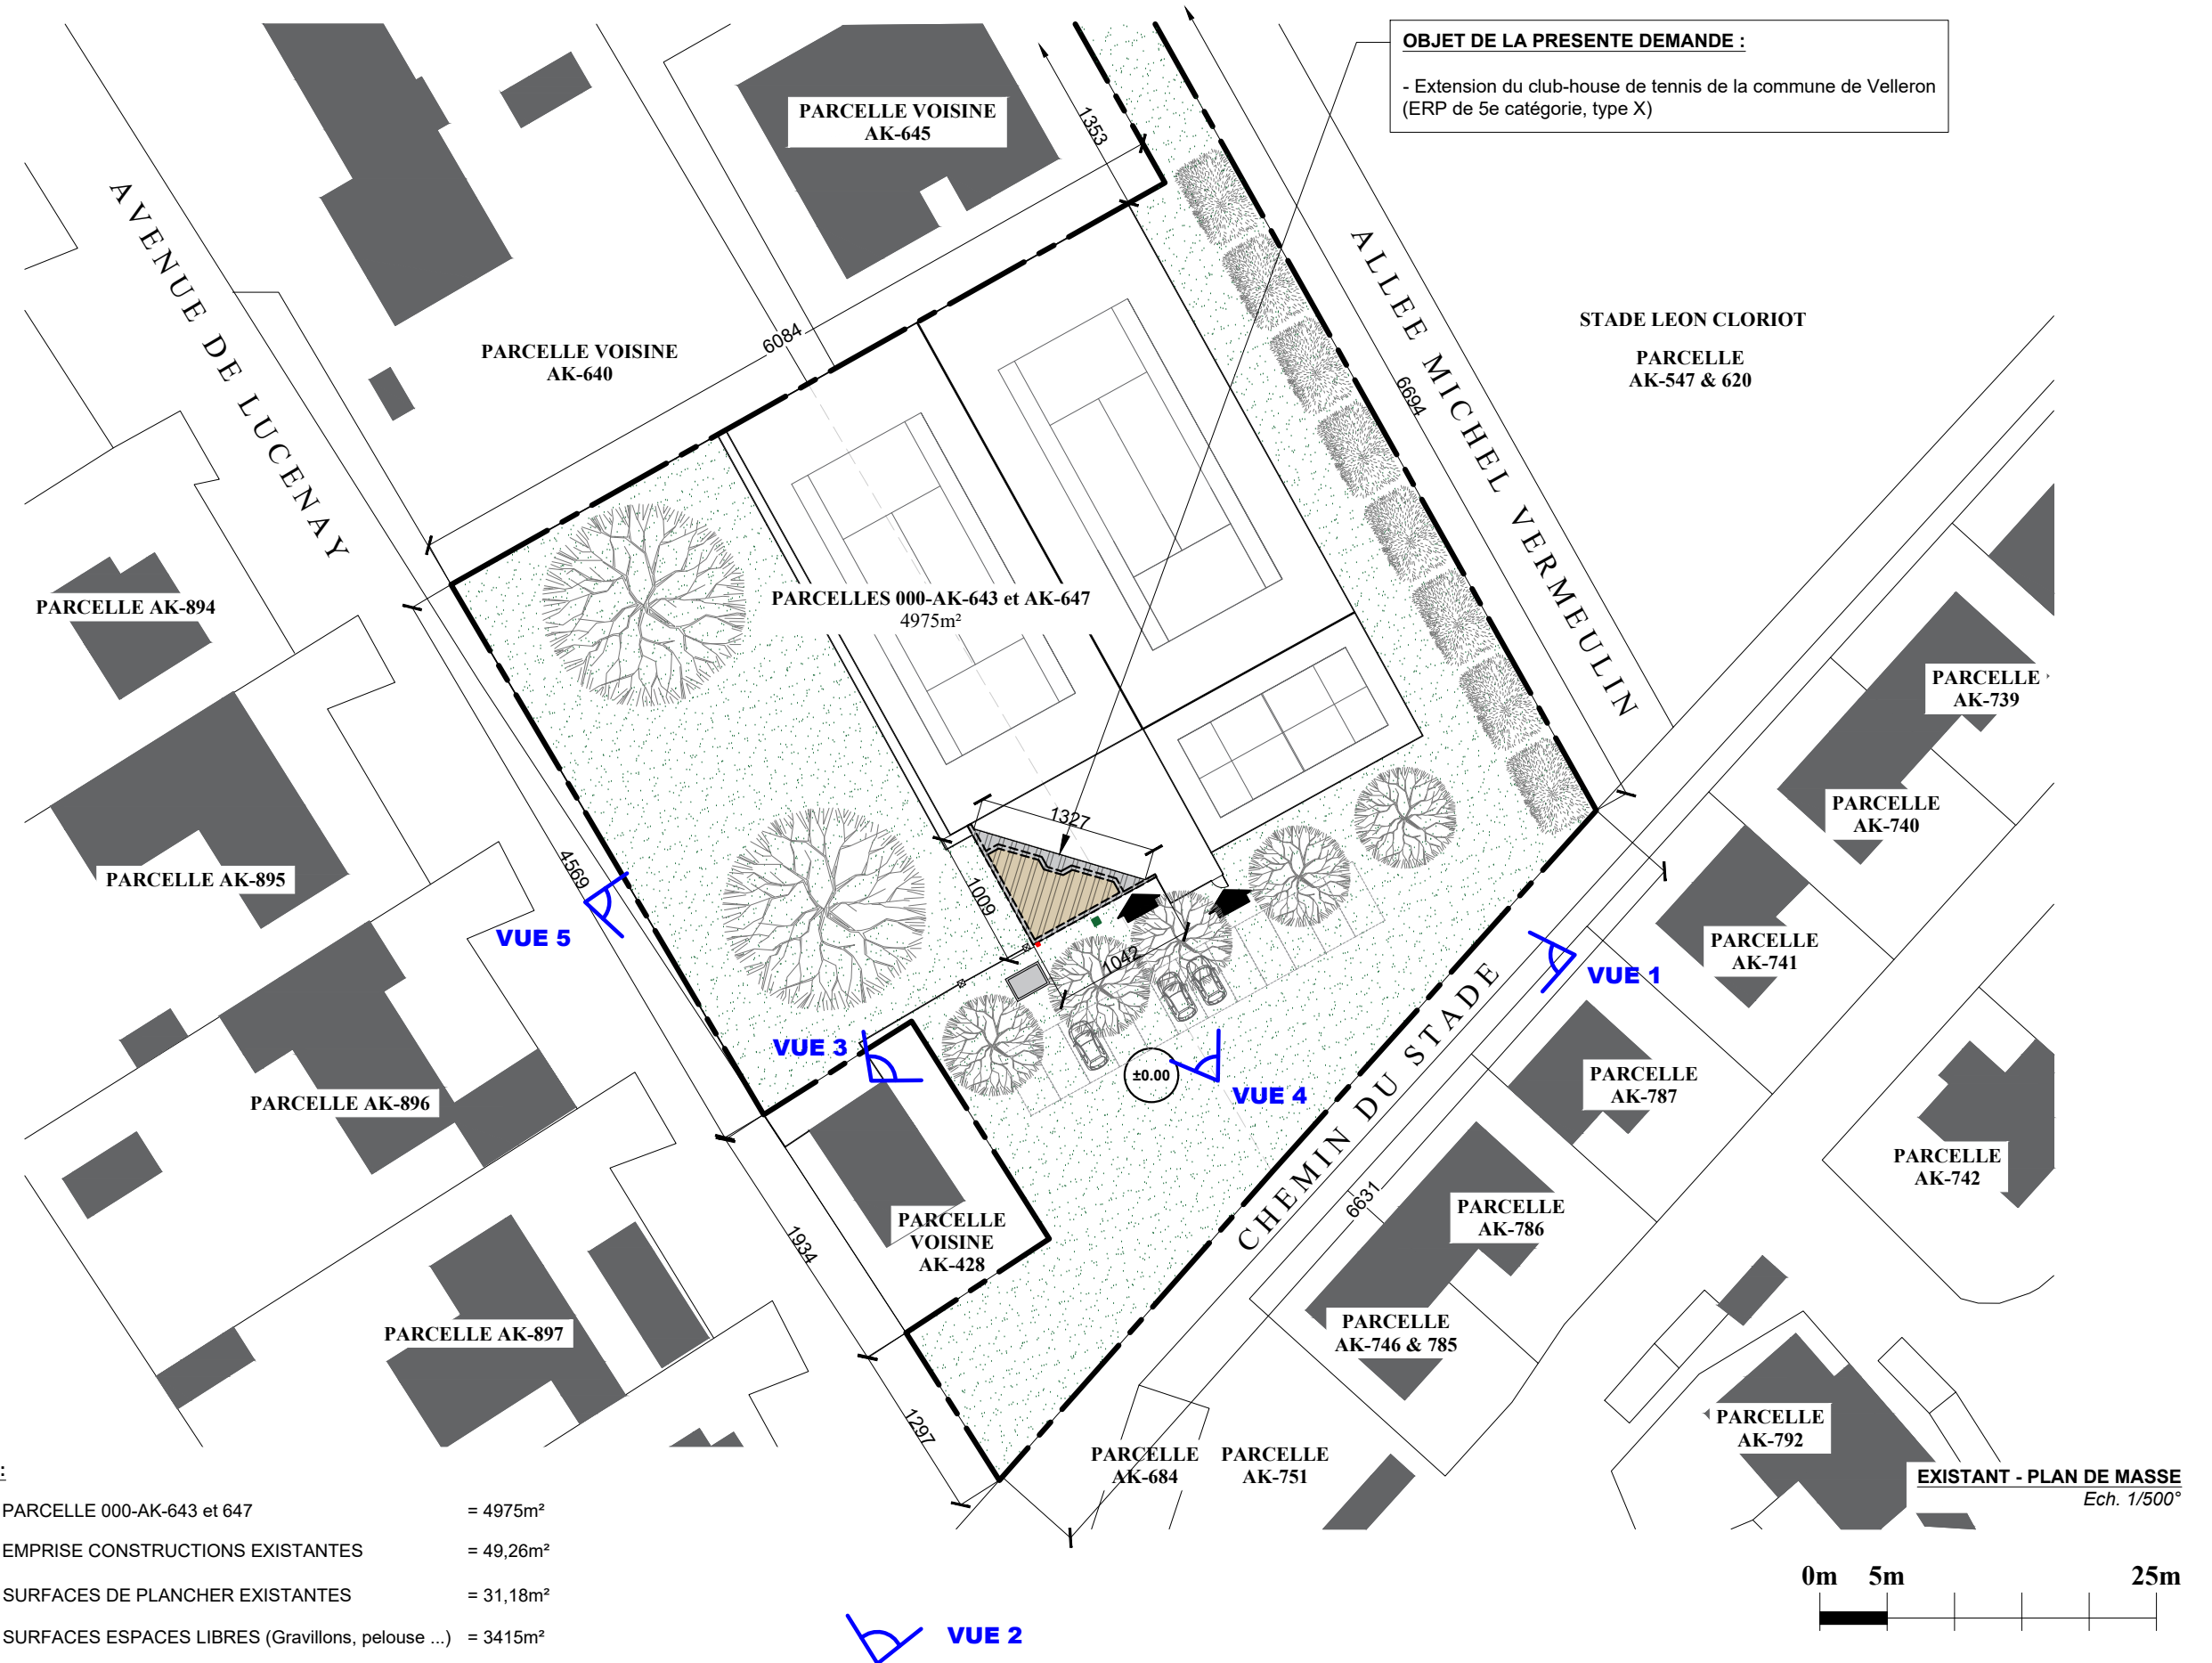 OBJET DE LA PRESENTE DEMANDE :
- Extension du club-house de tennis de la commune de Velleron
(ERP de 5e catégorie, type X)
PARCELLE VOISINE
AK-645
1353
AVENUE DE LUCENAY
ALLEE MICHEL VERMEULIN
STADE LEON CLORIOT
PARCELLE
AK-547 & 620
PARCELLE VOISINE
AK-640
6084
6694
PARCELLES 000-AK-643 et AK-647
4975m²
PARCELLE AK-894
PARCELLE
AK-739
PARCELLE
AK-740
1327
PARCELLE AK-895
4569
1009
VUE 5
PARCELLE
AK-741
1042
VUE 1
CHEMIN DU STADE
VUE 3
±0.00
VUE 4
PARCELLE
AK-787
PARCELLE AK-896
PARCELLE
AK-742
6631
PARCELLE
AK-786
PARCELLE
VOISINE
AK-428
1934
PARCELLE AK-897
PARCELLE
AK-746 & 785
1297
PARCELLE
AK-684
PARCELLE
AK-751
PARCELLE
AK-792
EXISTANT - PLAN DE MASSE
Ech. 1/500°
:
PARCELLE 000-AK-643 et 647 = 4975m²
EMPRISE CONSTRUCTIONS EXISTANTES = 49,26m²
SURFACES DE PLANCHER EXISTANTES = 31,18m²
SURFACES ESPACES LIBRES (Gravillons, pelouse ...) = 3415m²
VUE 2
0m 5m 25m